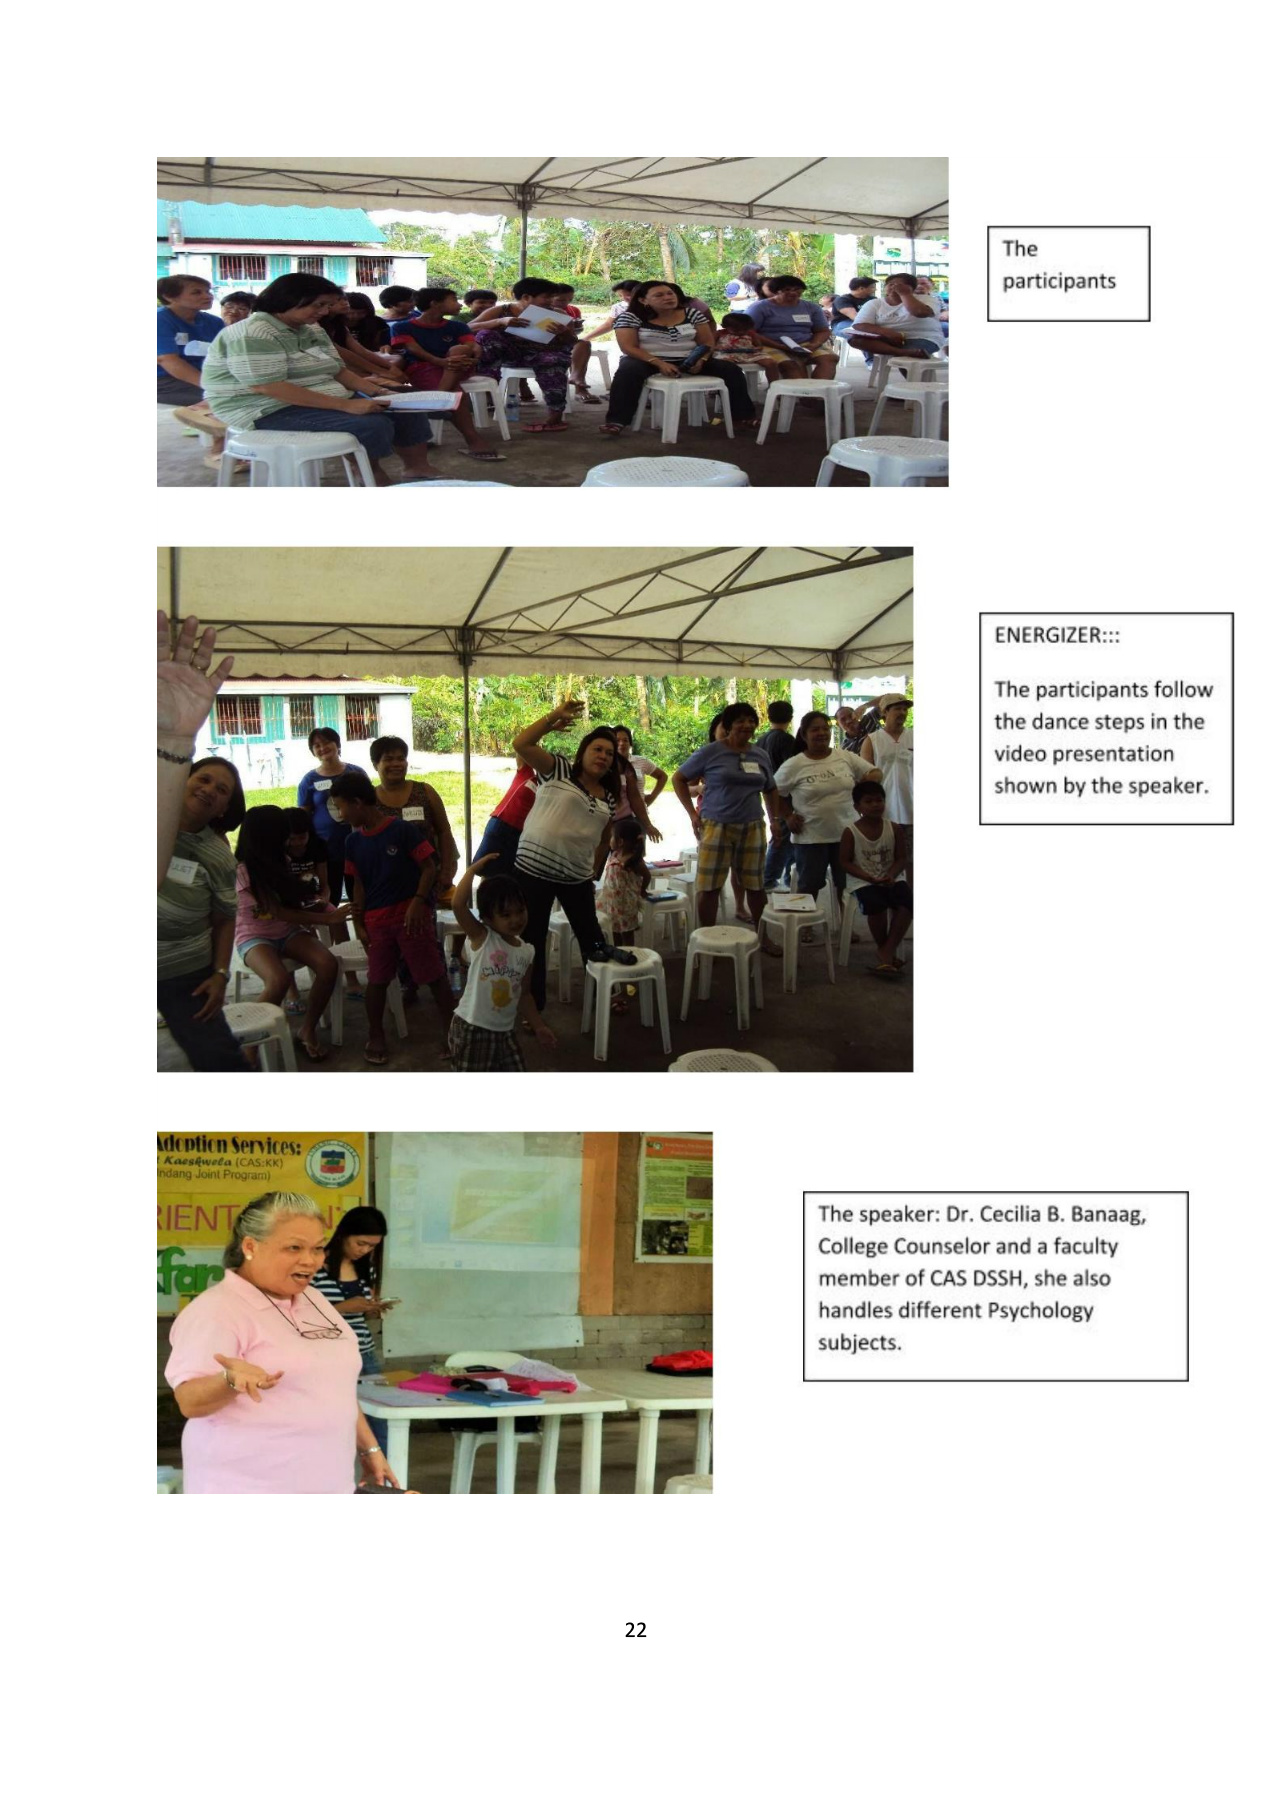 The
participants
ENERGIZER:::
The participants follow
the dance steps in the
video presentation
shown by the speaker.
Adoption Services:
Kaeskwela (CAS:KK)
Indang Joint Program)
The speaker: Dr. Cecilia B. Banaag,
College Counselor and a faculty
member of CAS DSSH, she also
handles different Psychology
subjects.
22